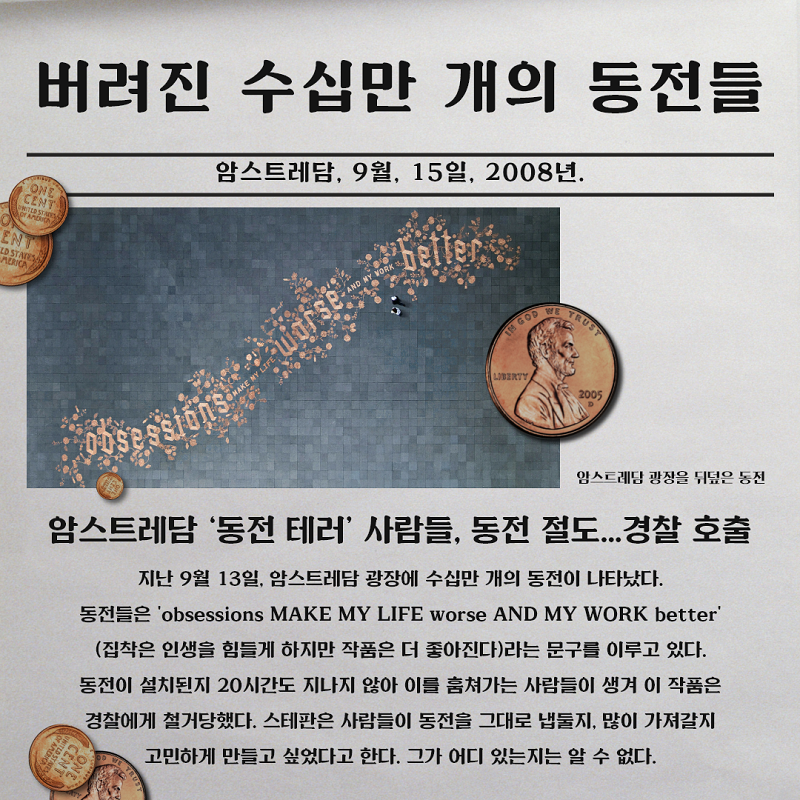 버려진 수십만 개의 동전들
암스트레담, 9월, 15일, 2008년.
ONE
CENT
UNITED STATES
OF AMERICA
CENT
ED STATES
AMERICA
obsessions MAKE MY LIFE worse AND MY WORK better
IN GOD WE TRUST
LIBERTY
2005
D
암스트레담 광장을 뒤덮은 동전
암스트레담 ‘동전 테러’ 사람들, 동전 절도...경찰 호출
지난 9월 13일, 암스트레담 광장에 수십만 개의 동전이 나타났다.
동전들은 'obsessions MAKE MY LIFE worse AND MY WORK better'
(집착은 인생을 힘들게 하지만 작품은 더 좋아진다)라는 문구를 이루고 있다.
동전이 설치된지 20시간도 지나지 않아 이를 훔쳐가는 사람들이 생겨 이 작품은
경찰에게 철거당했다. 스테판은 사람들이 동전을 그대로 냅둘지, 많이 가져갈지
고민하게 만들고 싶었다고 한다. 그가 어디 있는지는 알 수 없다.
ONE
CENT
IN GOD WE TRUST